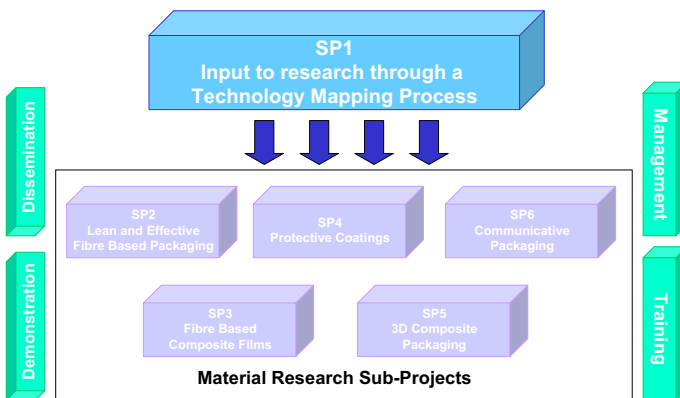 SP1
Input to research through a
Technology Mapping Process
Dissemination
Management
SP2
Lean and Effective
Fibre Based Packaging
SP4
Protective Coatings
SP6
Communicative
Packaging
Demonstration
Training
SP3
Fibre Based
Composite Films
SP5
3D Composite
Packaging
Material Research Sub-Projects